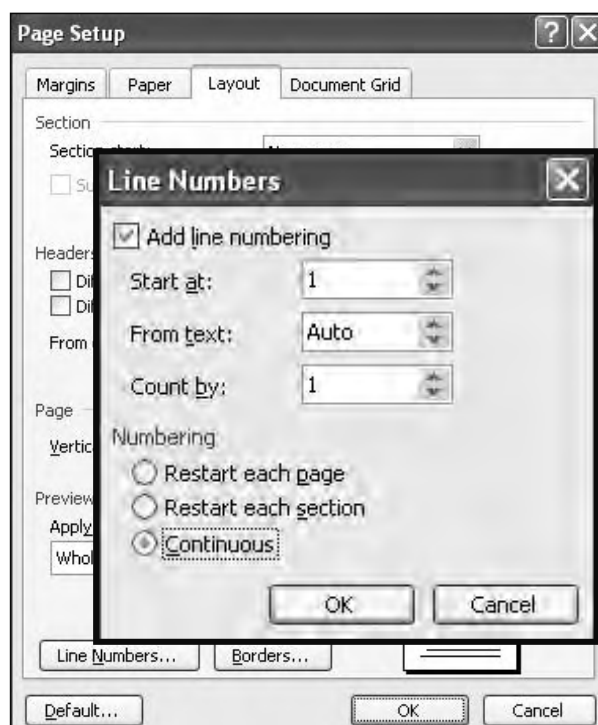 Page Setup
Margins Paper Layout Document Grid
Section
Section
Line Numbers
Add line numbering
Start at: 1
From text: Auto
Count by: 1
Numbering
Restart each page
Restart each section
Continuous
OK Cancel
Headers
From
Page
Preview
Apply
Line Numbers... Borders...
Default... OK Cancel